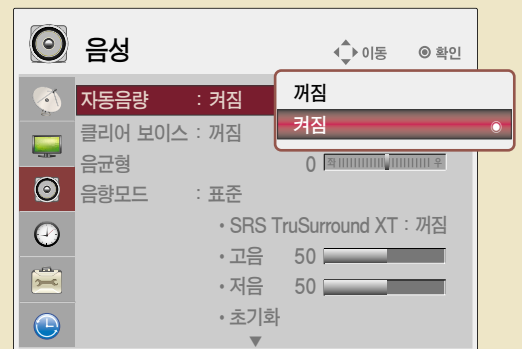 음성 이동 ◉ 확인
자동음량 : 켜짐
꺼짐
켜짐 ◉
클리어 보이스 : 꺼짐
음균형 0 좌 우
음향모드 : 표준
• SRS TruSurround XT : 꺼짐
• 고음 50
• 저음 50
• 초기화
▼